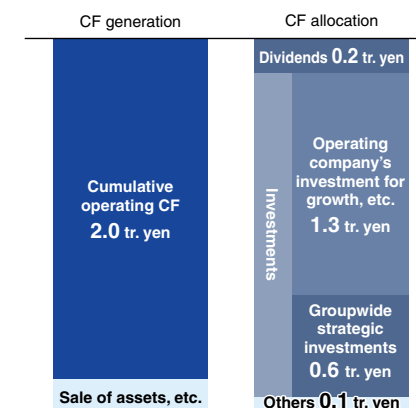 CF generation
CF allocation
Cumulative
operating CF
2.0 tr. yen
Sale of assets, etc.
Dividends 0.2 tr. yen
Investments
Operating
company's
investment for
growth, etc.
1.3 tr. yen
Groupwide
strategic
investments
0.6 tr. yen
Others 0.1 tr. yen